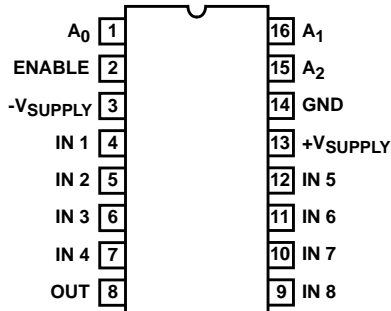 A0 1 16 A1
ENABLE 2 15 A2
-VSUPPLY 3 14 GND
IN 1 4 13 +VSUPPLY
IN 2 5 12 IN 5
IN 3 6 11 IN 6
IN 4 7 10 IN 7
OUT 8 9 IN 8